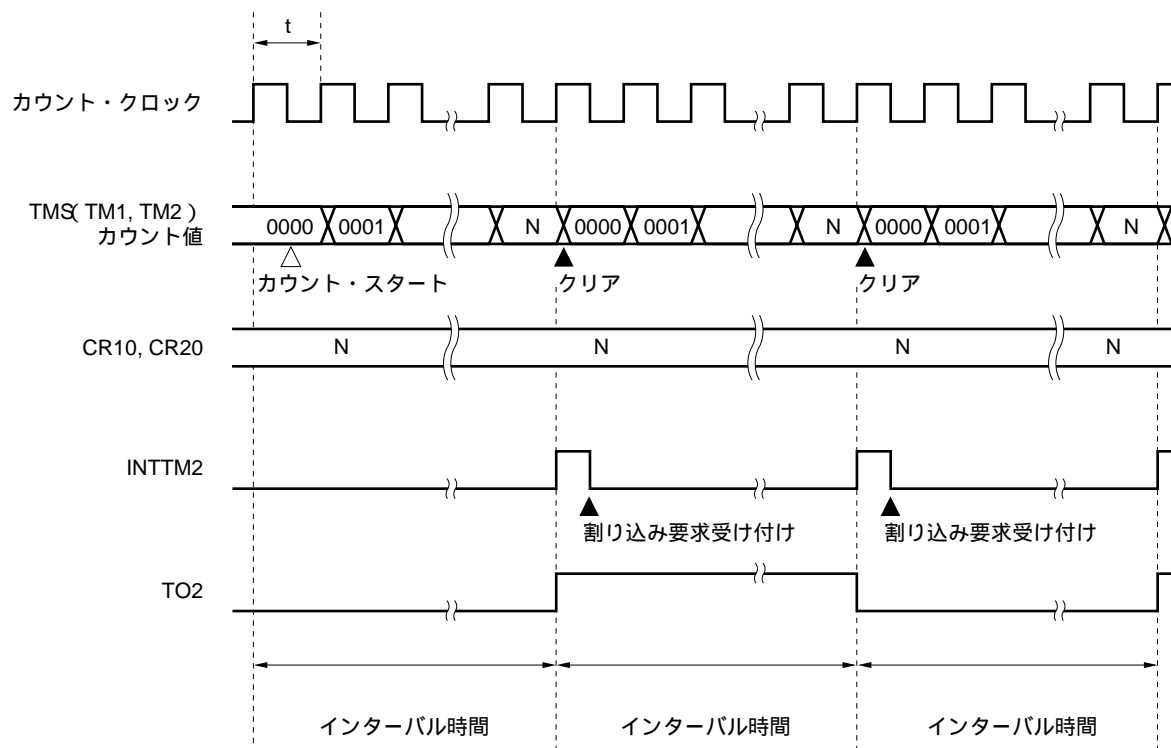 t
カウント・クロック
TMS（TM1, TM2）
カウント値
0000 0001 N 0000 0001 N 0000 0001 N
カウント・スタート クリア クリア
CR10, CR20 N N N N
INTTM2
割り込み要求受け付け 割り込み要求受け付け
TO2
インターバル時間 インターバル時間 インターバル時間